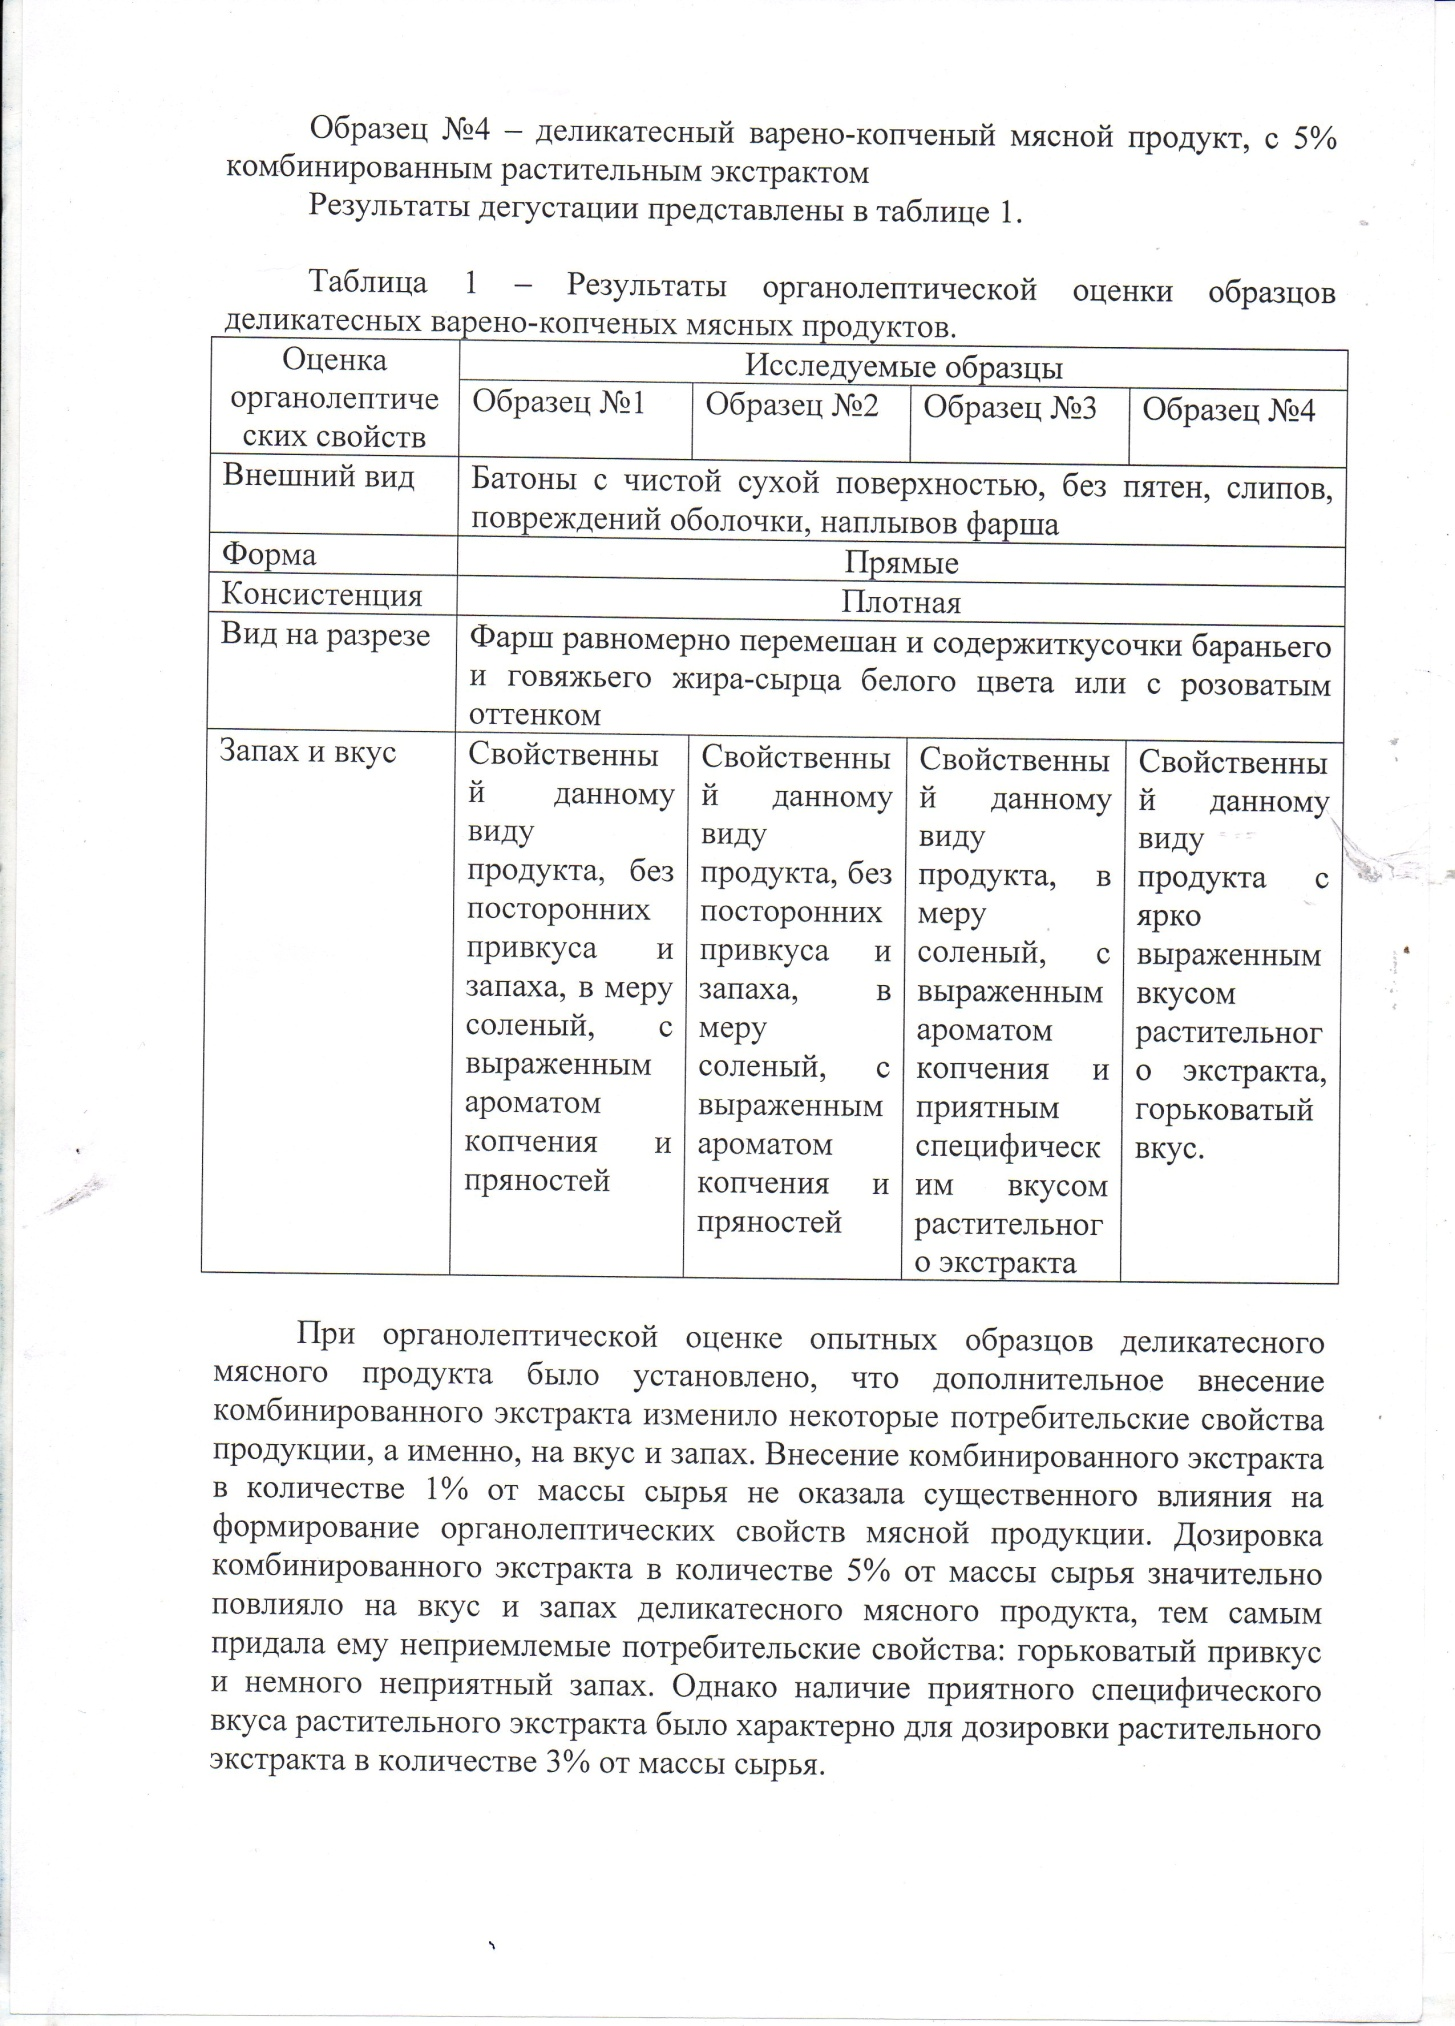 Образец №4 – деликатесный варено-копченый мясной продукт, с 5%
комбинированным растительным экстрактом
Результаты дегустации представлены в таблице 1.
Таблица 1 – Результаты органолептической оценки образцов
деликатесных варено-копченых мясных продуктов.
Оценка
органолептиче
ских свойств
Исследуемые образцы
Образец №1
Образец №2
Образец №3
Образец №4
Внешний вид
Батоны с чистой сухой поверхностью, без пятен, слипов,
повреждений оболочки, наплывов фарша
Форма
Прямые
Консистенция
Плотная
Вид на разрезе
Фарш равномерно перемешан и содержиткусочки бараньего
и говяжьего жира-сырца белого цвета или с розоватым
оттенком
Запах и вкус
Свойственны
й данному
виду
продукта, без
посторонних
привкуса и
запаха, в меру
соленый, с
выраженным
ароматом
копчения и
пряностей
Свойственны
й данному
виду
продукта, без
посторонних
привкуса и
запаха, в
меру
соленый, с
выраженным
ароматом
копчения и
пряностей
Свойственны
й данному
виду
продукта, в
меру
соленый, с
выраженным
ароматом
копчения и
приятным
специфическ
им вкусом
растительног
о экстракта
Свойственны
й данному
виду
продукта с
ярко
выраженным
вкусом
растительног
о экстракта,
горьковатый
вкус.
При органолептической оценке опытных образцов деликатесного
мясного продукта было установлено, что дополнительное внесение
комбинированного экстракта изменило некоторые потребительские свойства
продукции, а именно, на вкус и запах. Внесение комбинированного экстракта
в количестве 1% от массы сырья не оказала существенного влияния на
формирование органолептических свойств мясной продукции. Дозировка
комбинированного экстракта в количестве 5% от массы сырья значительно
повлияло на вкус и запах деликатесного мясного продукта, тем самым
придала ему неприемлемые потребительские свойства: горьковатый привкус
и немного неприятный запах. Однако наличие приятного специфического
вкуса растительного экстракта было характерно для дозировки растительного
экстракта в количестве 3% от массы сырья.